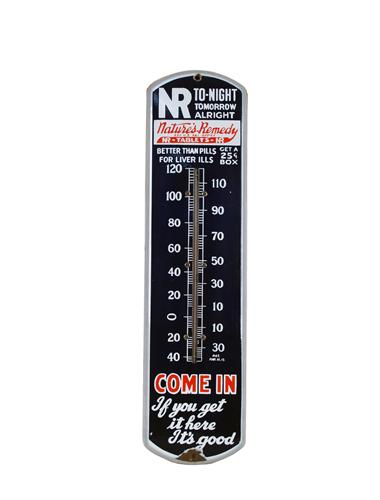 NR TO-NIGHT
TOMORROW
ALRIGHT
Nature's Remedy
NR-TABLETS-NR
BETTER THAN PILLS GET A
FOR LIVER ILLS 25¢
BOX
120
110
100
90
80
70
60
50
40
30
20
10
0
10
20
30
40
PAT.
COME IN
If you get
it here
It's good